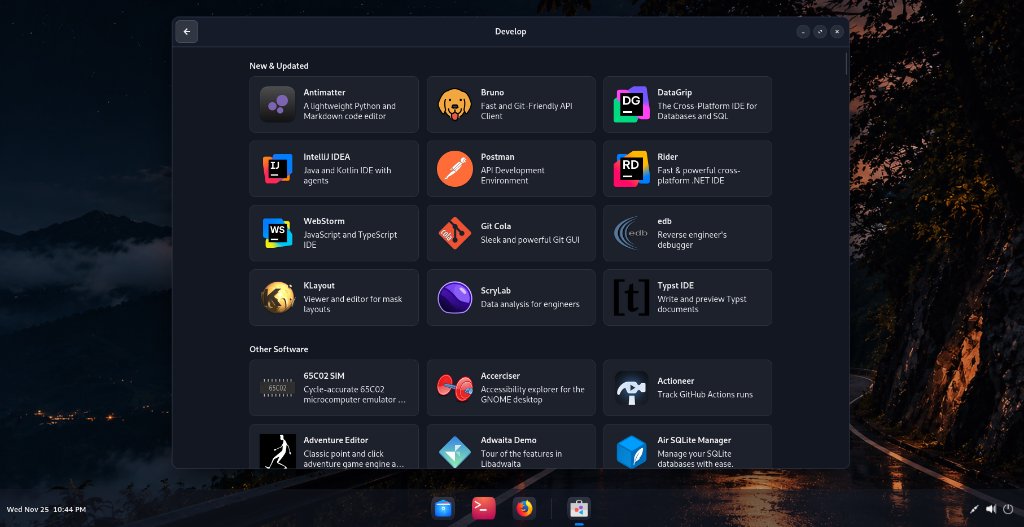 Develop
New & Updated
Antimatter
A lightweight Python and
Markdown code editor
Bruno
Fast and Git-Friendly API
Client
DG
DataGrip
The Cross-Platform IDE for
Databases and SQL
IJ
IntelliJ IDEA
Java and Kotlin IDE with
agents
Postman
API Development
Environment
RD
Rider
Fast & powerful cross-
platform .NET IDE
WS
WebStorm
JavaScript and TypeScript
IDE
cola
Git Cola
Sleek and powerful Git GUI
edb
edb
Reverse engineer's
debugger
K
KLayout
Viewer and editor for mask
layouts
ScryLab
Data analysis for engineers
[t]
Typst IDE
Write and preview Typst
documents
Other Software
65C02
65C02 SIM
Cycle-accurate 65C02
microcomputer emulator ...
Accerciser
Accessibility explorer for the
GNOME desktop
Actioneer
Track GitHub Actions runs
Adventure Editor
Classic point and click
adventure game engine a...
Adwaita Demo
Tour of the features in
Libadwaita
Air SQLite Manager
Manage your SQLite
databases with ease.
Wed Nov 25 10:44 PM